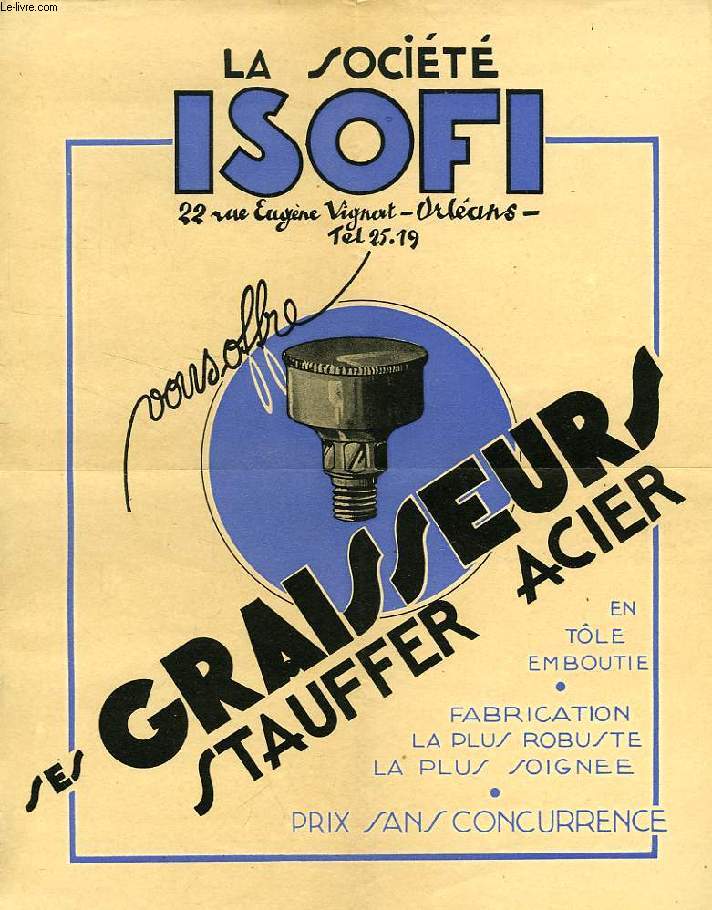 Le-livre.com
LA SOCIÉTÉ
ISOFI
22 rue Eugène Vignat - Orléans -
Tél 25.19
vous offre
SES GRAISSEURS
STAUFFER ACIER
EN
TÔLE
EMBOUTIE
•
FABRICATION
LA PLUS ROBUSTE
LA PLUS SOIGNEE
•
PRIX SANS CONCURRENCE